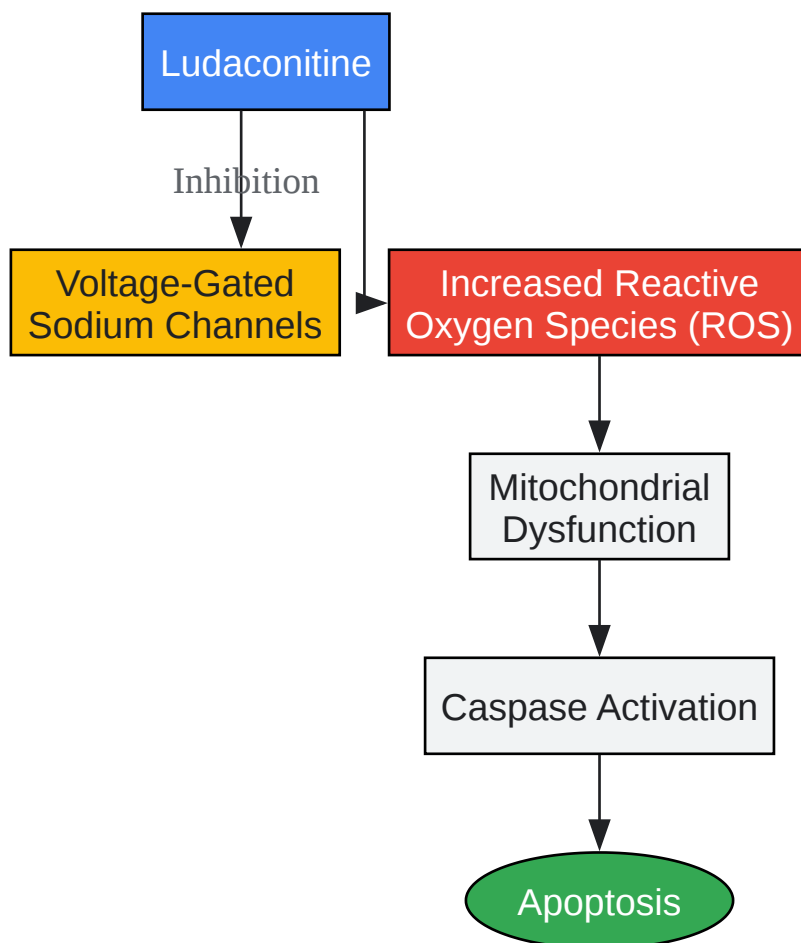 Ludaconitine
Inhibition
Voltage-Gated
Sodium Channels
Increased Reactive
Oxygen Species (ROS)
Mitochondrial
Dysfunction
Caspase Activation
Apoptosis